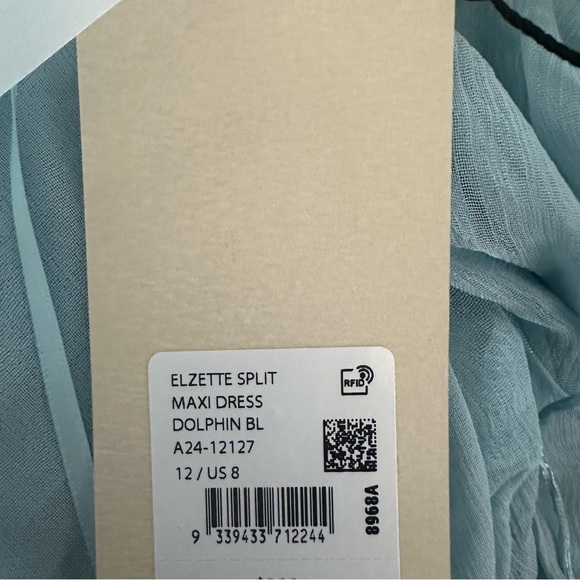 ELZETTE SPLIT
MAXI DRESS
DOLPHIN BL
A24-12127
12 / US 8
RFID
8968A
9 339433 712244